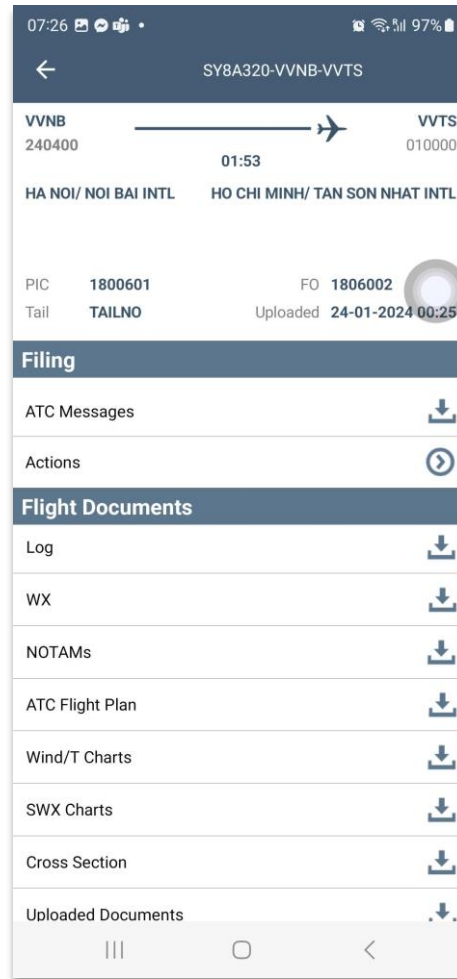 07:26 97%
SY8A320-VVNB-VVTS
VVNB VVTS
240400 010000
01:53
HA NOI/ NOI BAI INTL HO CHI MINH/ TAN SON NHAT INTL
PIC 1800601 FO 1806002
Tail TAILNO Uploaded 24-01-2024 00:25
Filing
ATC Messages
Actions
Flight Documents
Log
WX
NOTAMs
ATC Flight Plan
Wind/T Charts
SWX Charts
Cross Section
Uploaded Documents